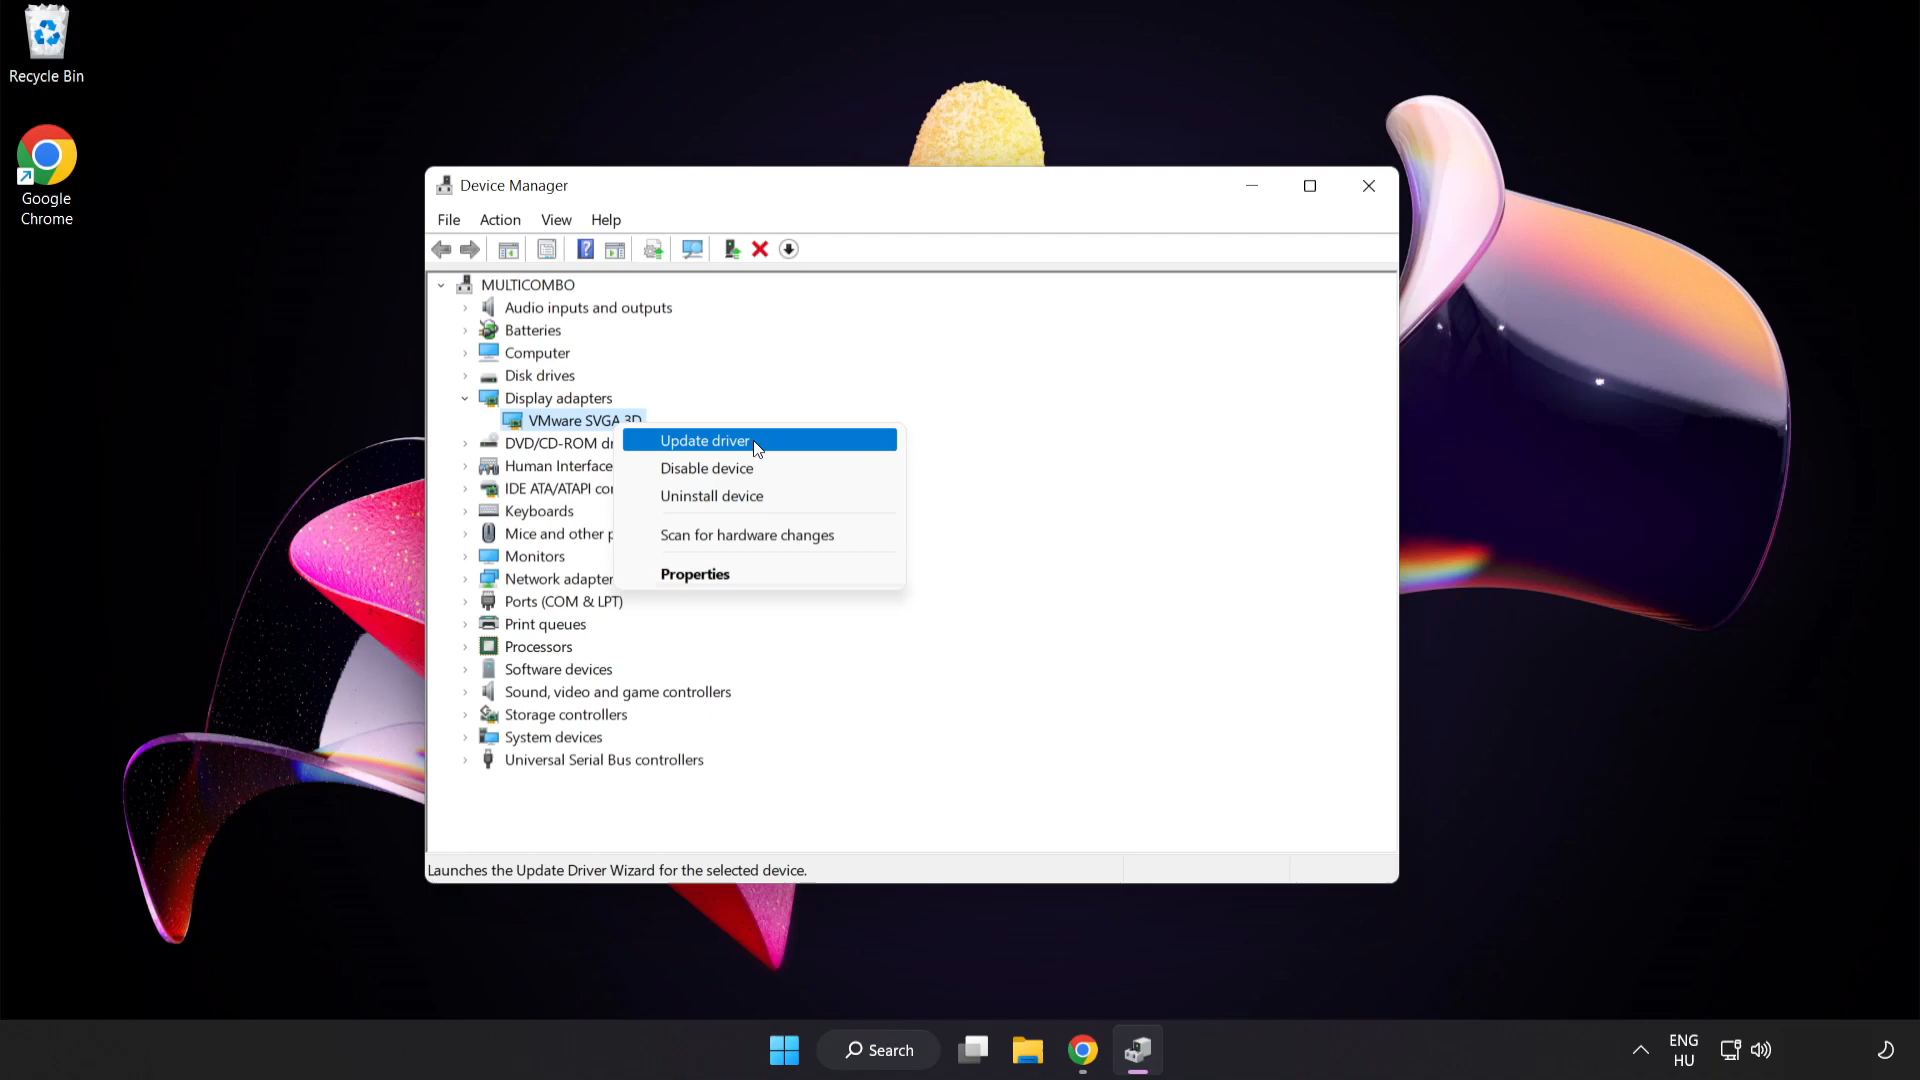 Recycle Bin
Google
Chrome
Device Manager
File Action View Help
MULTICOMBO
Audio inputs and outputs
Batteries
Computer
Disk drives
Display adapters
VMware SVGA 3D
DVD/CD-ROM
Human Interface
IDE ATA/ATAPI
Keyboards
Mice and other
Monitors
Network
Ports (COM & LPT)
Print queues
Processors
Software devices
Sound, video and game controllers
Storage controllers
System devices
Universal Serial Bus controllers
Update driver
Disable device
Uninstall device
Scan for hardware changes
Properties
Launches the Update Driver Wizard for the selected device.
Search
ENG
HU